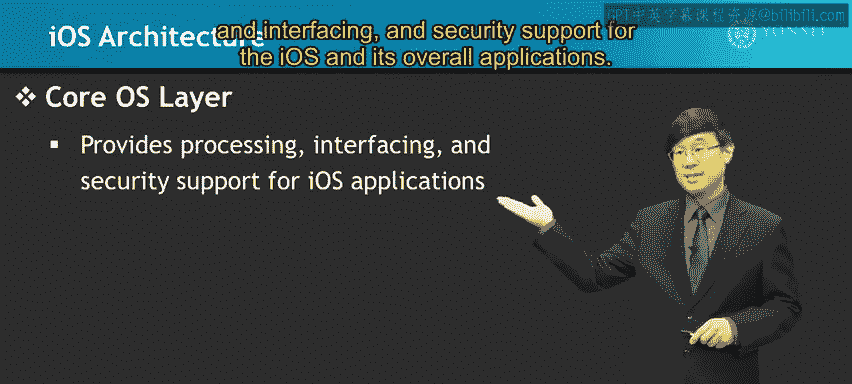 iOS Architecture
and interfacing, and security support for
the iOS and its overall applications.
YONSEI
❖ Core OS Layer
▪ Provides processing, interfacing, and
security support for iOS applications